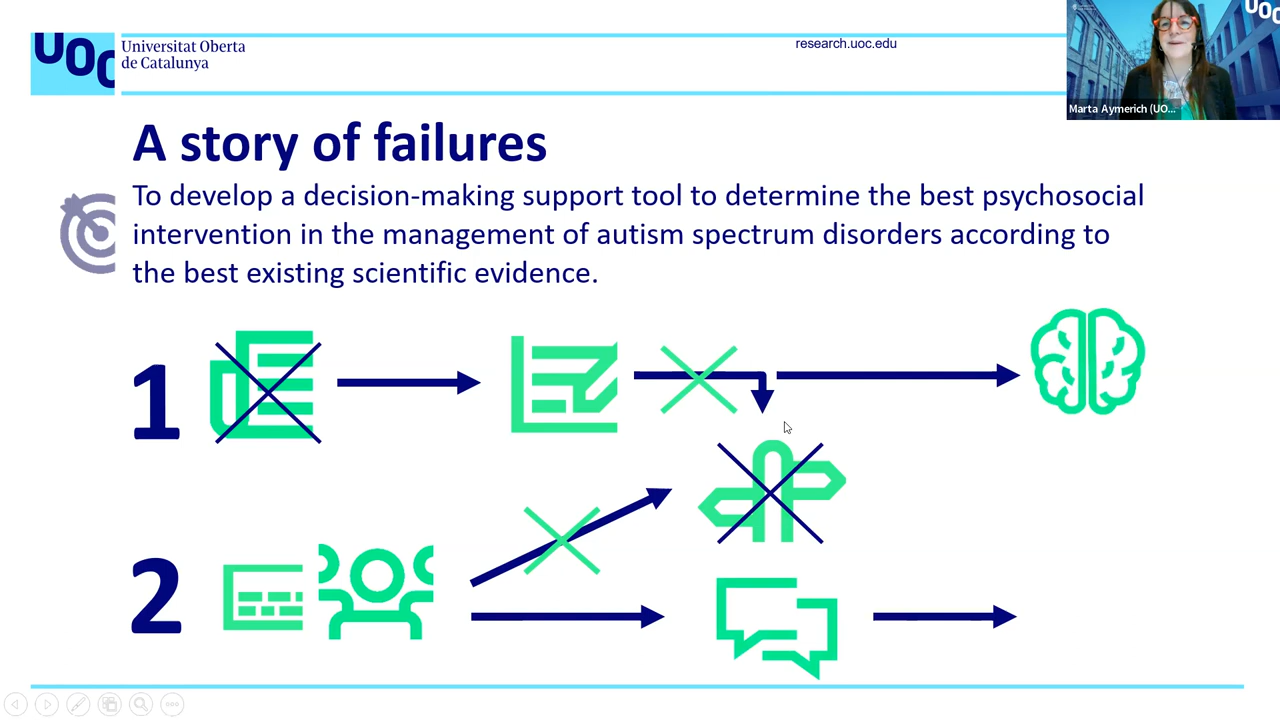 UOC
Universitat Oberta
de Catalunya
research.uoc.edu
UOC
Marta Aymerich (UO...
A story of failures
To develop a decision-making support tool to determine the best psychosocial
intervention in the management of autism spectrum disorders according to
the best existing scientific evidence.
1
2